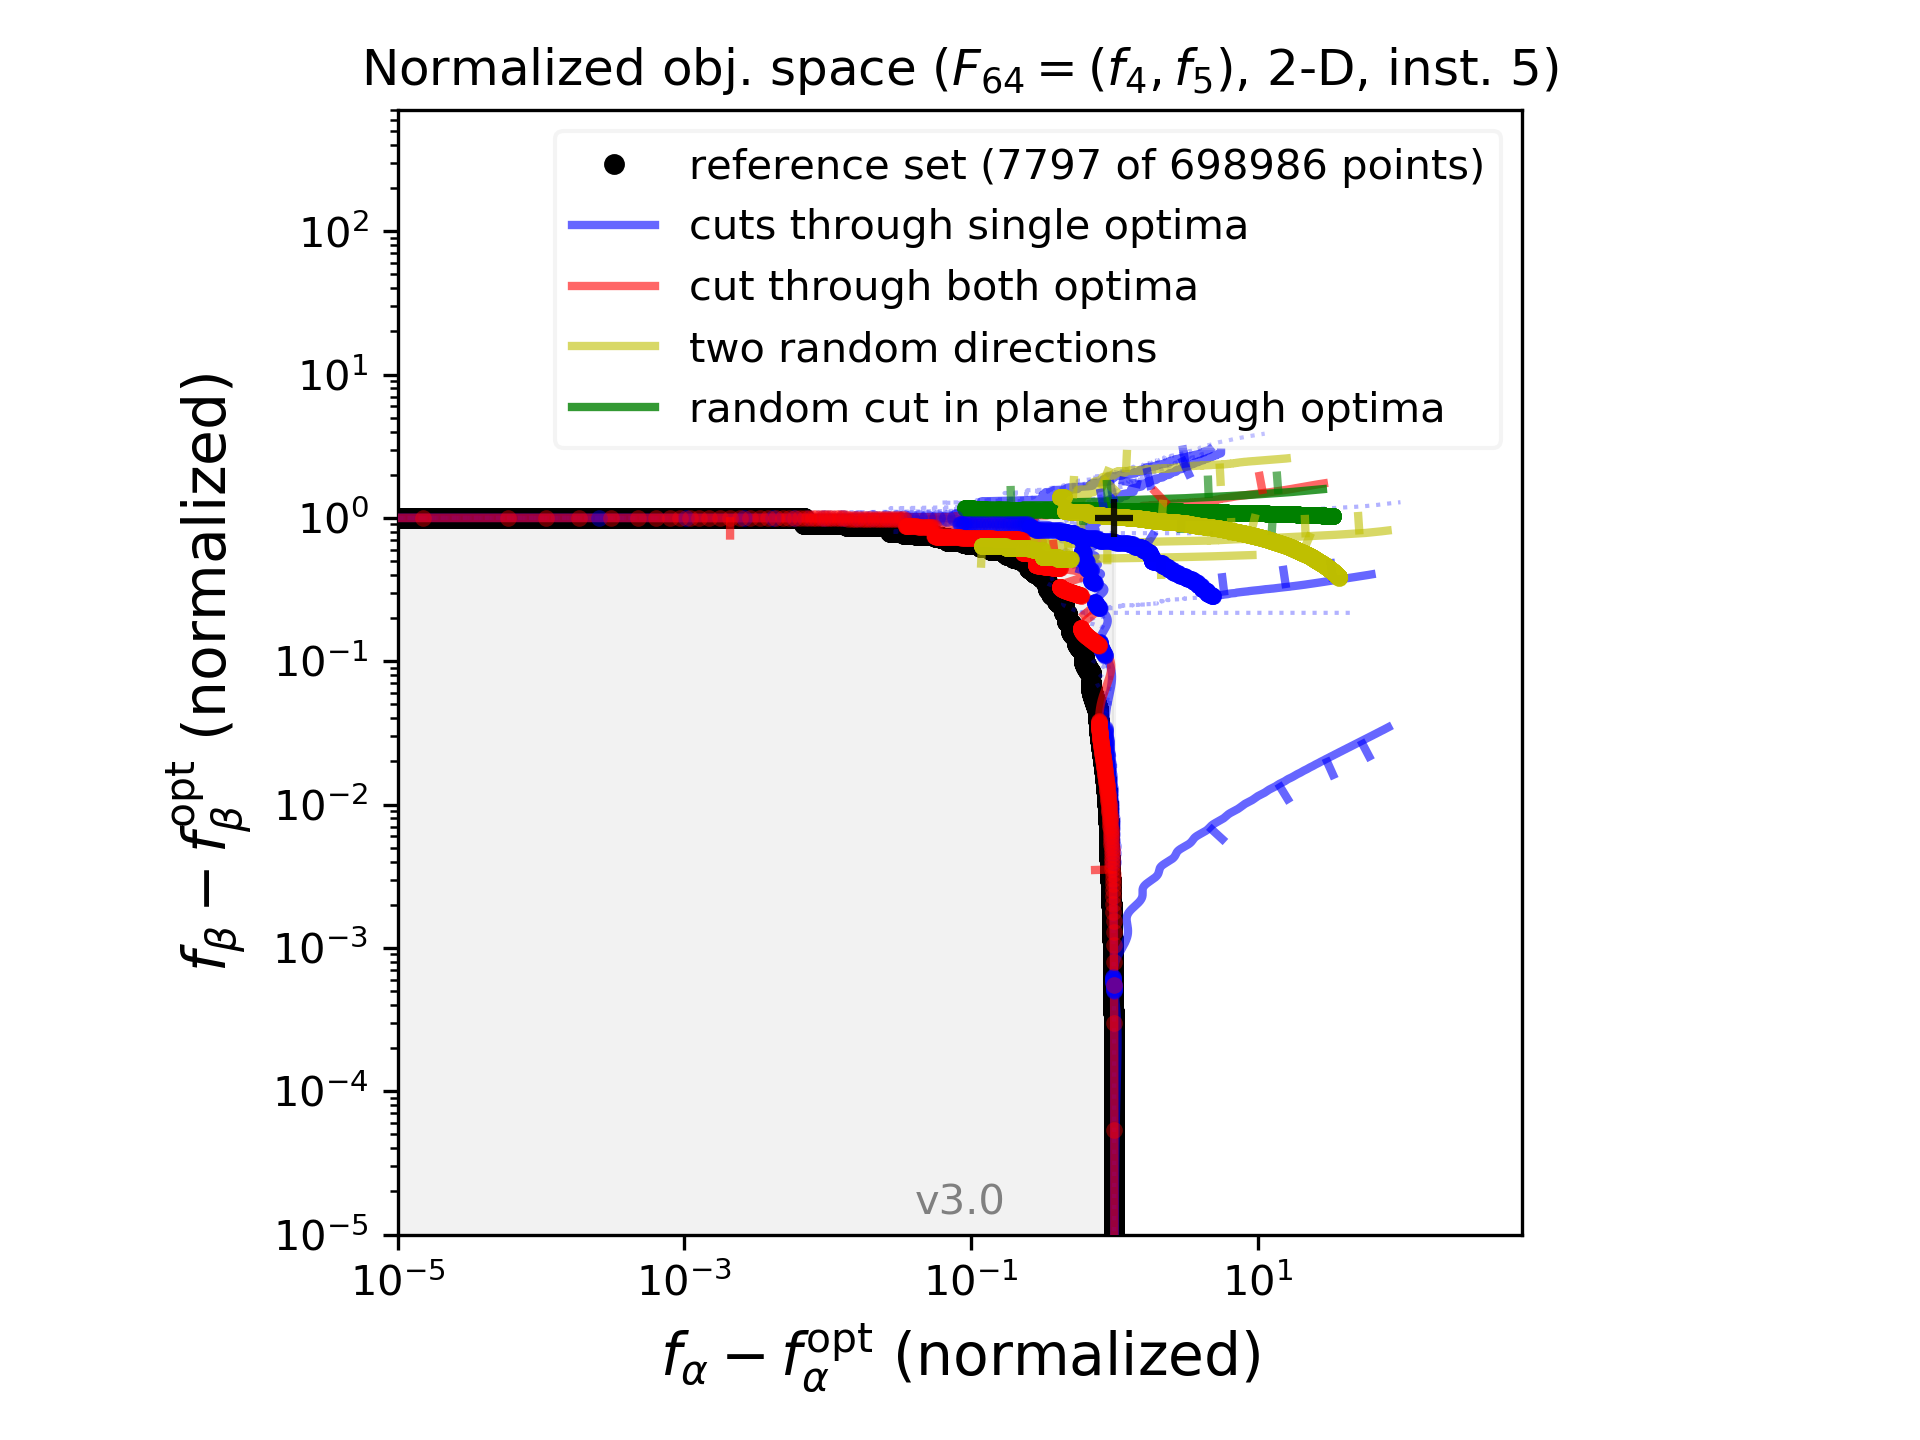 Normalized obj. space ($F_{64} = (f_4, f_5)$, 2-D, inst. 5)
reference set (7797 of 698986 points)
cuts through single optima
cut through both optima
two random directions
random cut in plane through optima
$f_\beta - f_\beta^{\mathrm{opt}}$ (normalized)
$10^2$
$10^1$
$10^0$
$10^{-1}$
$10^{-2}$
$10^{-3}$
$10^{-4}$
$10^{-5}$
v3.0
$10^{-5}$ $10^{-3}$ $10^{-1}$ $10^1$
$f_\alpha - f_\alpha^{\mathrm{opt}}$ (normalized)